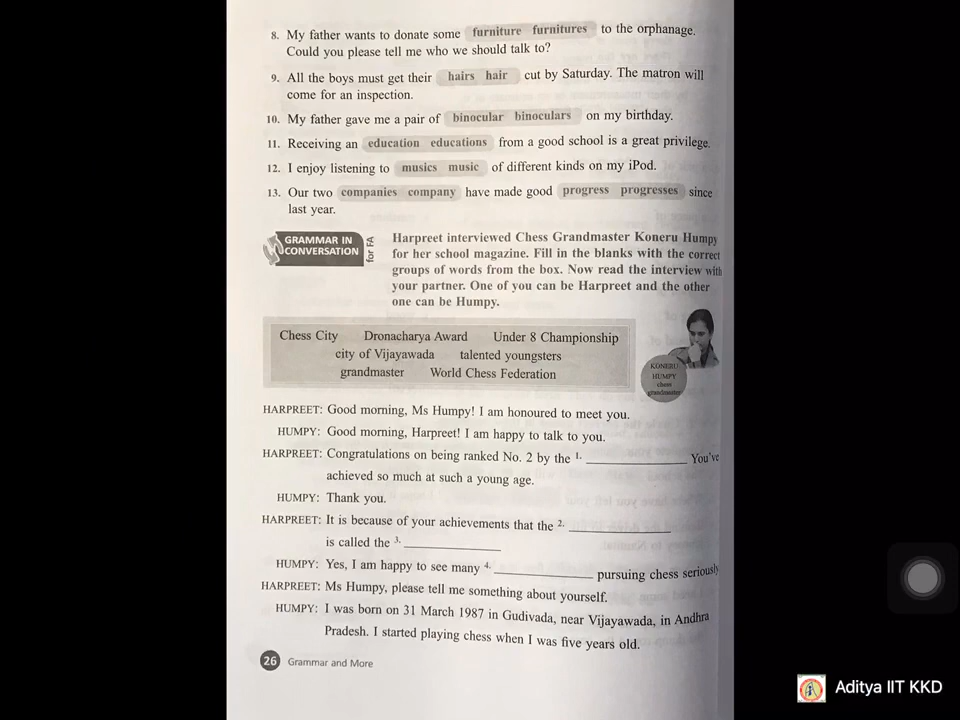 8. My father wants to donate some furniture furnitures to the orphanage.
Could you please tell me who we should talk to?
9. All the boys must get their hairs hair cut by Saturday. The matron will
come for an inspection.
10. My father gave me a pair of binocular binoculars on my birthday.
11. Receiving an education educations from a good school is a great privilege.
12. I enjoy listening to musics music of different kinds on my iPod.
13. Our two companies company have made good progress progresses since
last year.
GRAMMAR IN
CONVERSATION
for FA
Harpreet interviewed Chess Grandmaster Koneru Humpy
for her school magazine. Fill in the blanks with the correct
groups of words from the box. Now read the interview with
your partner. One of you can be Harpreet and the other
one can be Humpy.
Chess City Dronacharya Award Under 8 Championship
city of Vijayawada talented youngsters
grandmaster World Chess Federation
KONERU
HUMPY
chess
grandmaster
HARPREET: Good morning, Ms Humpy! I am honoured to meet you.
HUMPY: Good morning, Harpreet! I am happy to talk to you.
HARPREET: Congratulations on being ranked No. 2 by the 1. ____________ You've
achieved so much at such a young age.
HUMPY: Thank you.
HARPREET: It is because of your achievements that the 2. ____________
is called the 3. ____________
HUMPY: Yes, I am happy to see many 4. ____________ pursuing chess seriously
HARPREET: Ms Humpy, please tell me something about yourself.
HUMPY: I was born on 31 March 1987 in Gudivada, near Vijayawada, in Andhra
Pradesh. I started playing chess when I was five years old.
26 Grammar and More
Aditya IIT KKD